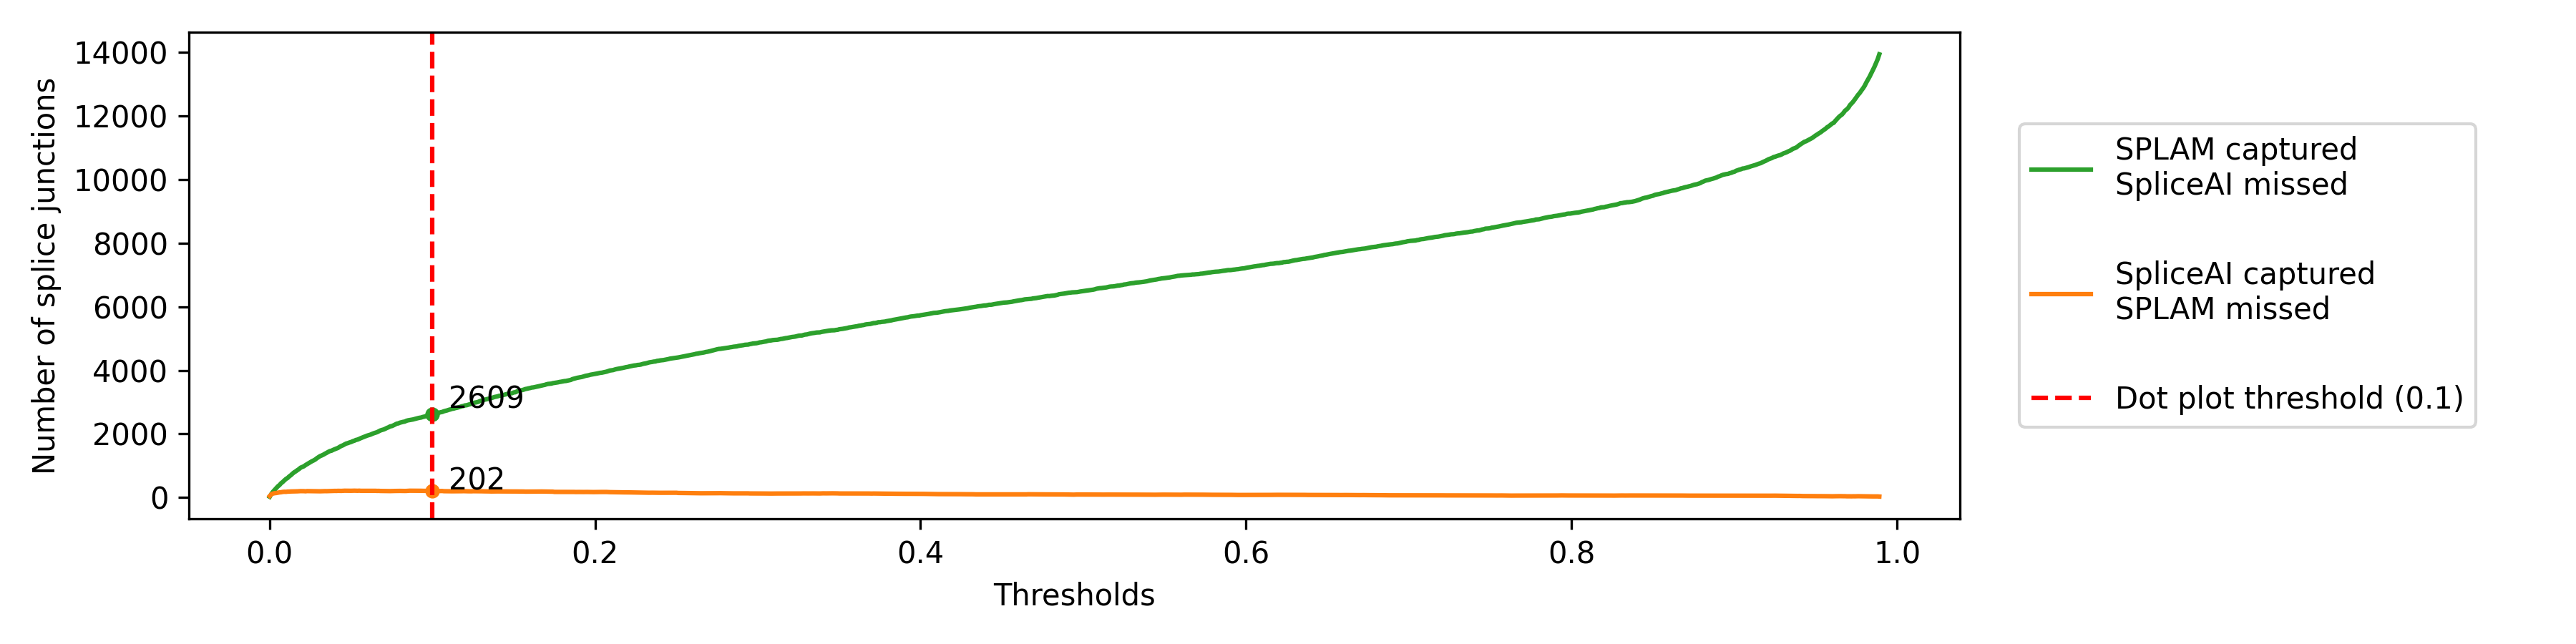 14000
12000
10000
8000
6000
4000
2000
0
Number of splice junctions
2609
202
0.0 0.2 0.4 0.6 0.8 1.0
Thresholds
SPLAM captured
SpliceAI missed
SpliceAI captured
SPLAM missed
Dot plot threshold (0.1)